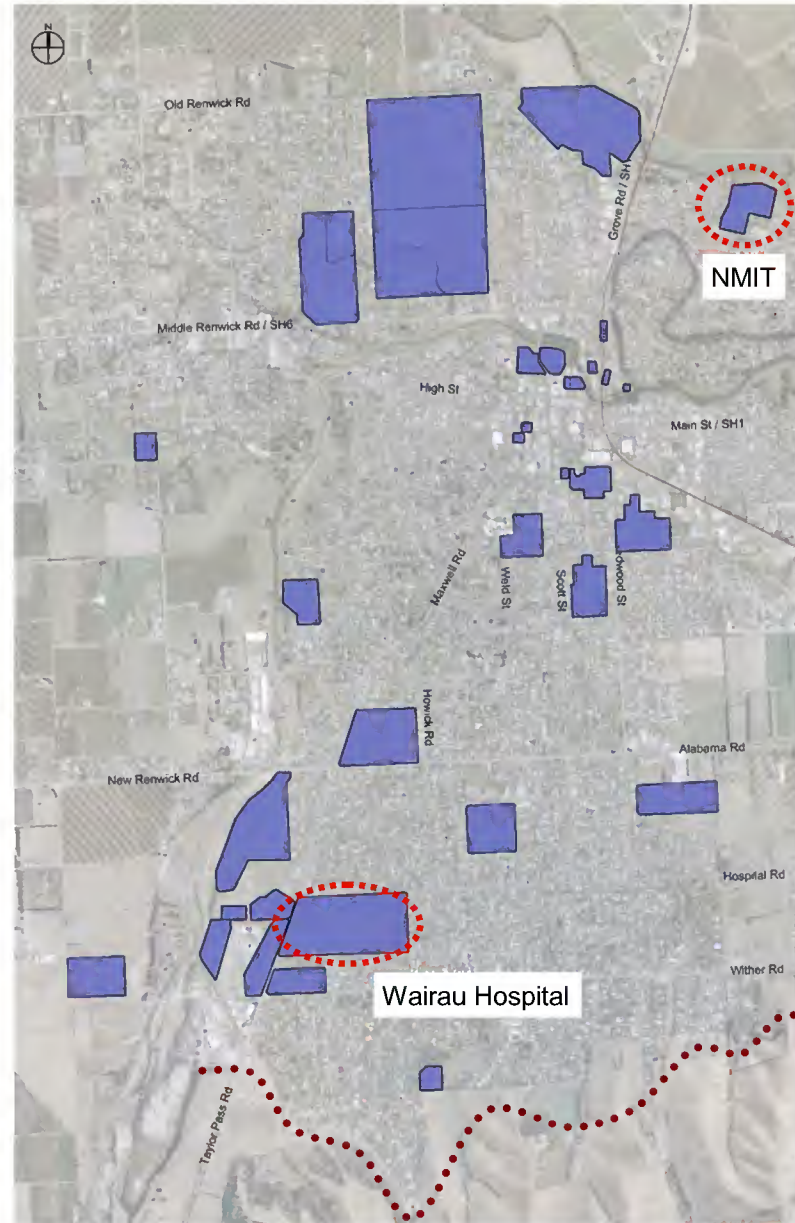 N
Old Renwick Rd
Grove Rd / SH1
NMIT
Middle Renwick Rd / SH6
High St
Main St / SH1
Maxwell Rd
Weld St
Scott St
Howick Rd
Alabama Rd
New Renwick Rd
Hospital Rd
Wither Rd
Wairau Hospital
Taylor Pass Rd